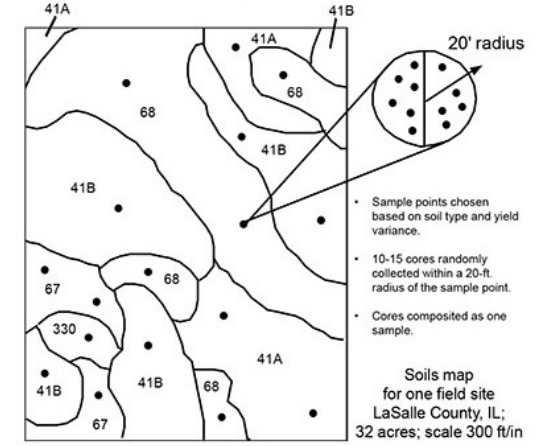 41A
41B
41A
20' radius
68
68
41B
41B
• Sample points chosen
based on soil type and yield
variance.
• 10-15 cores randomly
collected within a 20-ft.
radius of the sample point.
• Cores composited as one
sample.
68
67
330
41A
41B
41B
68
67
Soils map
for one field site
LaSalle County, IL;
32 acres; scale 300 ft/in